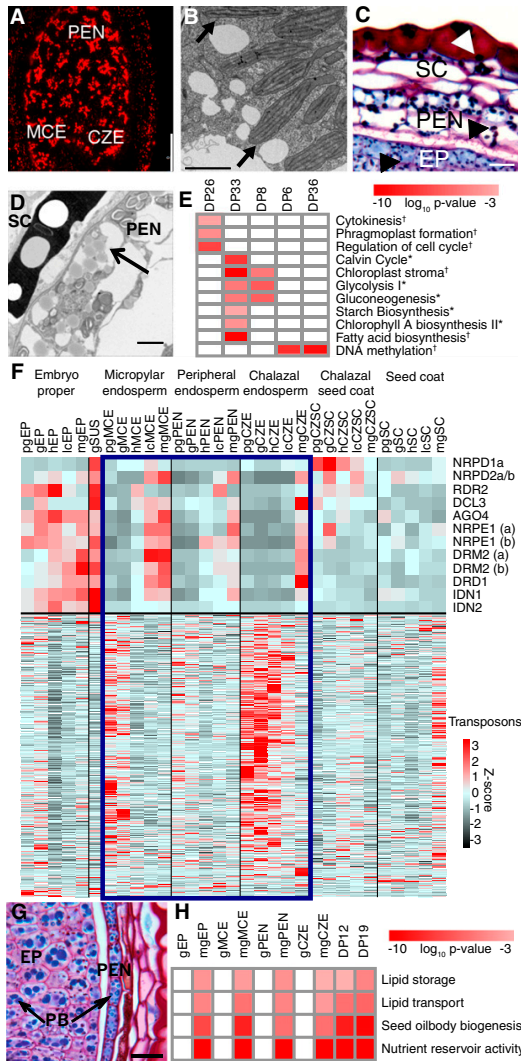 A
PEN
MCE
CZE
B
C
SC
PEN
EP
D
SC
PEN
E
DP26
DP33
DP8
DP6
DP36
-10
-1
log10 p-value
Cytokinesis†
Phragmoplast formation†
Regulation of cell cycle†
Calvin Cycle*
Chloroplast stroma†
Glycolysis I*
Gluconeogenesis*
Starch Biosynthesis*
Chlorophyll A biosynthesis II*
Fatty acid biosynthesis†
DNA methylation†
F
Embryo proper
Micropylar endosperm
Peripheral endosperm
Chalazal endosperm
Chalazal seed coat
Seed coat
pgEP
gEP
hEP
lcEP
mgEP
gSUS
pgMCE
gMCE
hMCE
lcMCE
mgMCE
pgPEN
gPEN
hPEN
lcPEN
mgPEN
pgCZE
gCZE
hCZE
lcCZE
mgCZE
pgCZSC
gCZSC
hCZSC
lcCZSC
mgCZSC
pgSC
gSC
hSC
lcSC
mgSC
NRPD1a
NRPD2a/b
RDR2
DCL3
AGO4
NRPE1 (a)
NRPE1 (b)
DRM2 (a)
DRM2 (b)
DRD1
IDN1
IDN2
Transposons
3
2
1
0
-1
-2
-3
Z-score
G
EP
PEN
PB
H
gEP
mgEP
gMCE
mgMCE
gPEN
mgPEN
gCZE
mgCZE
DP12
DP19
-10
-1
log10 p-value
Lipid storage
Lipid transport
Seed oilbody biogenesis
Nutrient reservoir activity